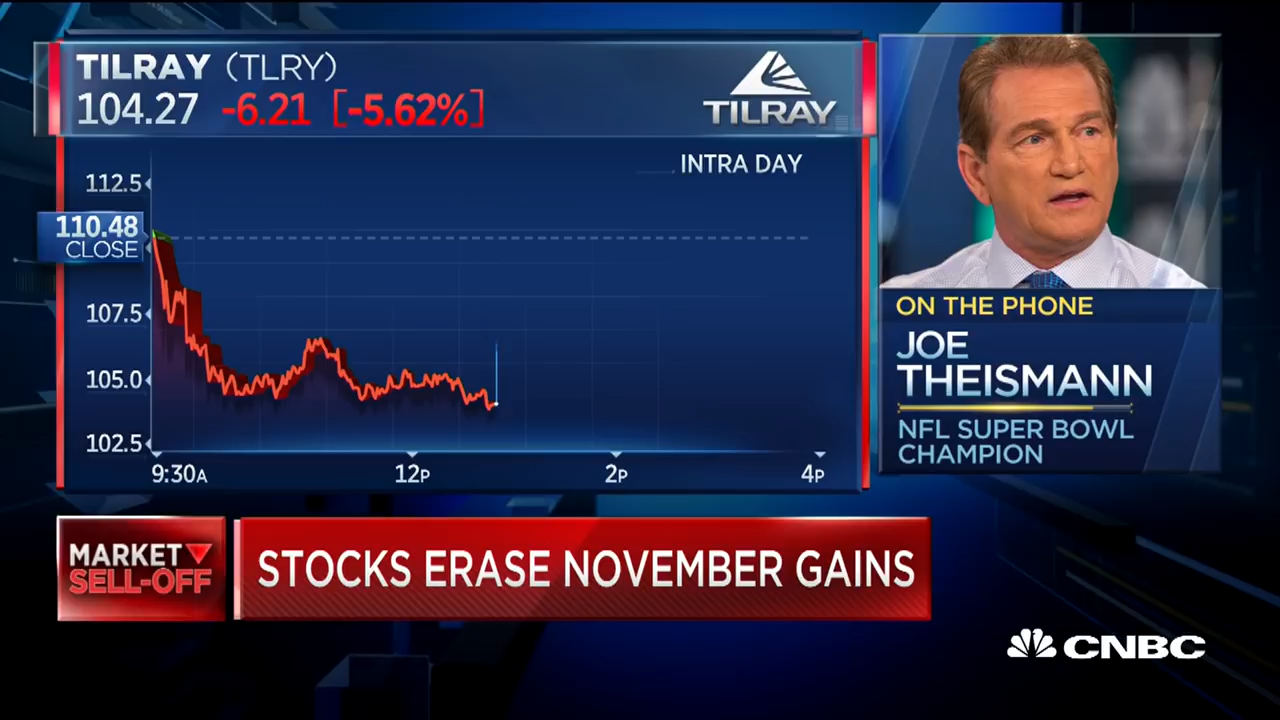 TILRAY (TLRY)
104.27 -6.21 [-5.62%]
TILRAY
INTRA DAY
112.5
110.48
CLOSE
107.5
105.0
102.5
9:30A 12P 2P 4P
ON THE PHONE
JOE
THEISMANN
NFL SUPER BOWL
CHAMPION
MARKET
SELL-OFF
STOCKS ERASE NOVEMBER GAINS
CNBC